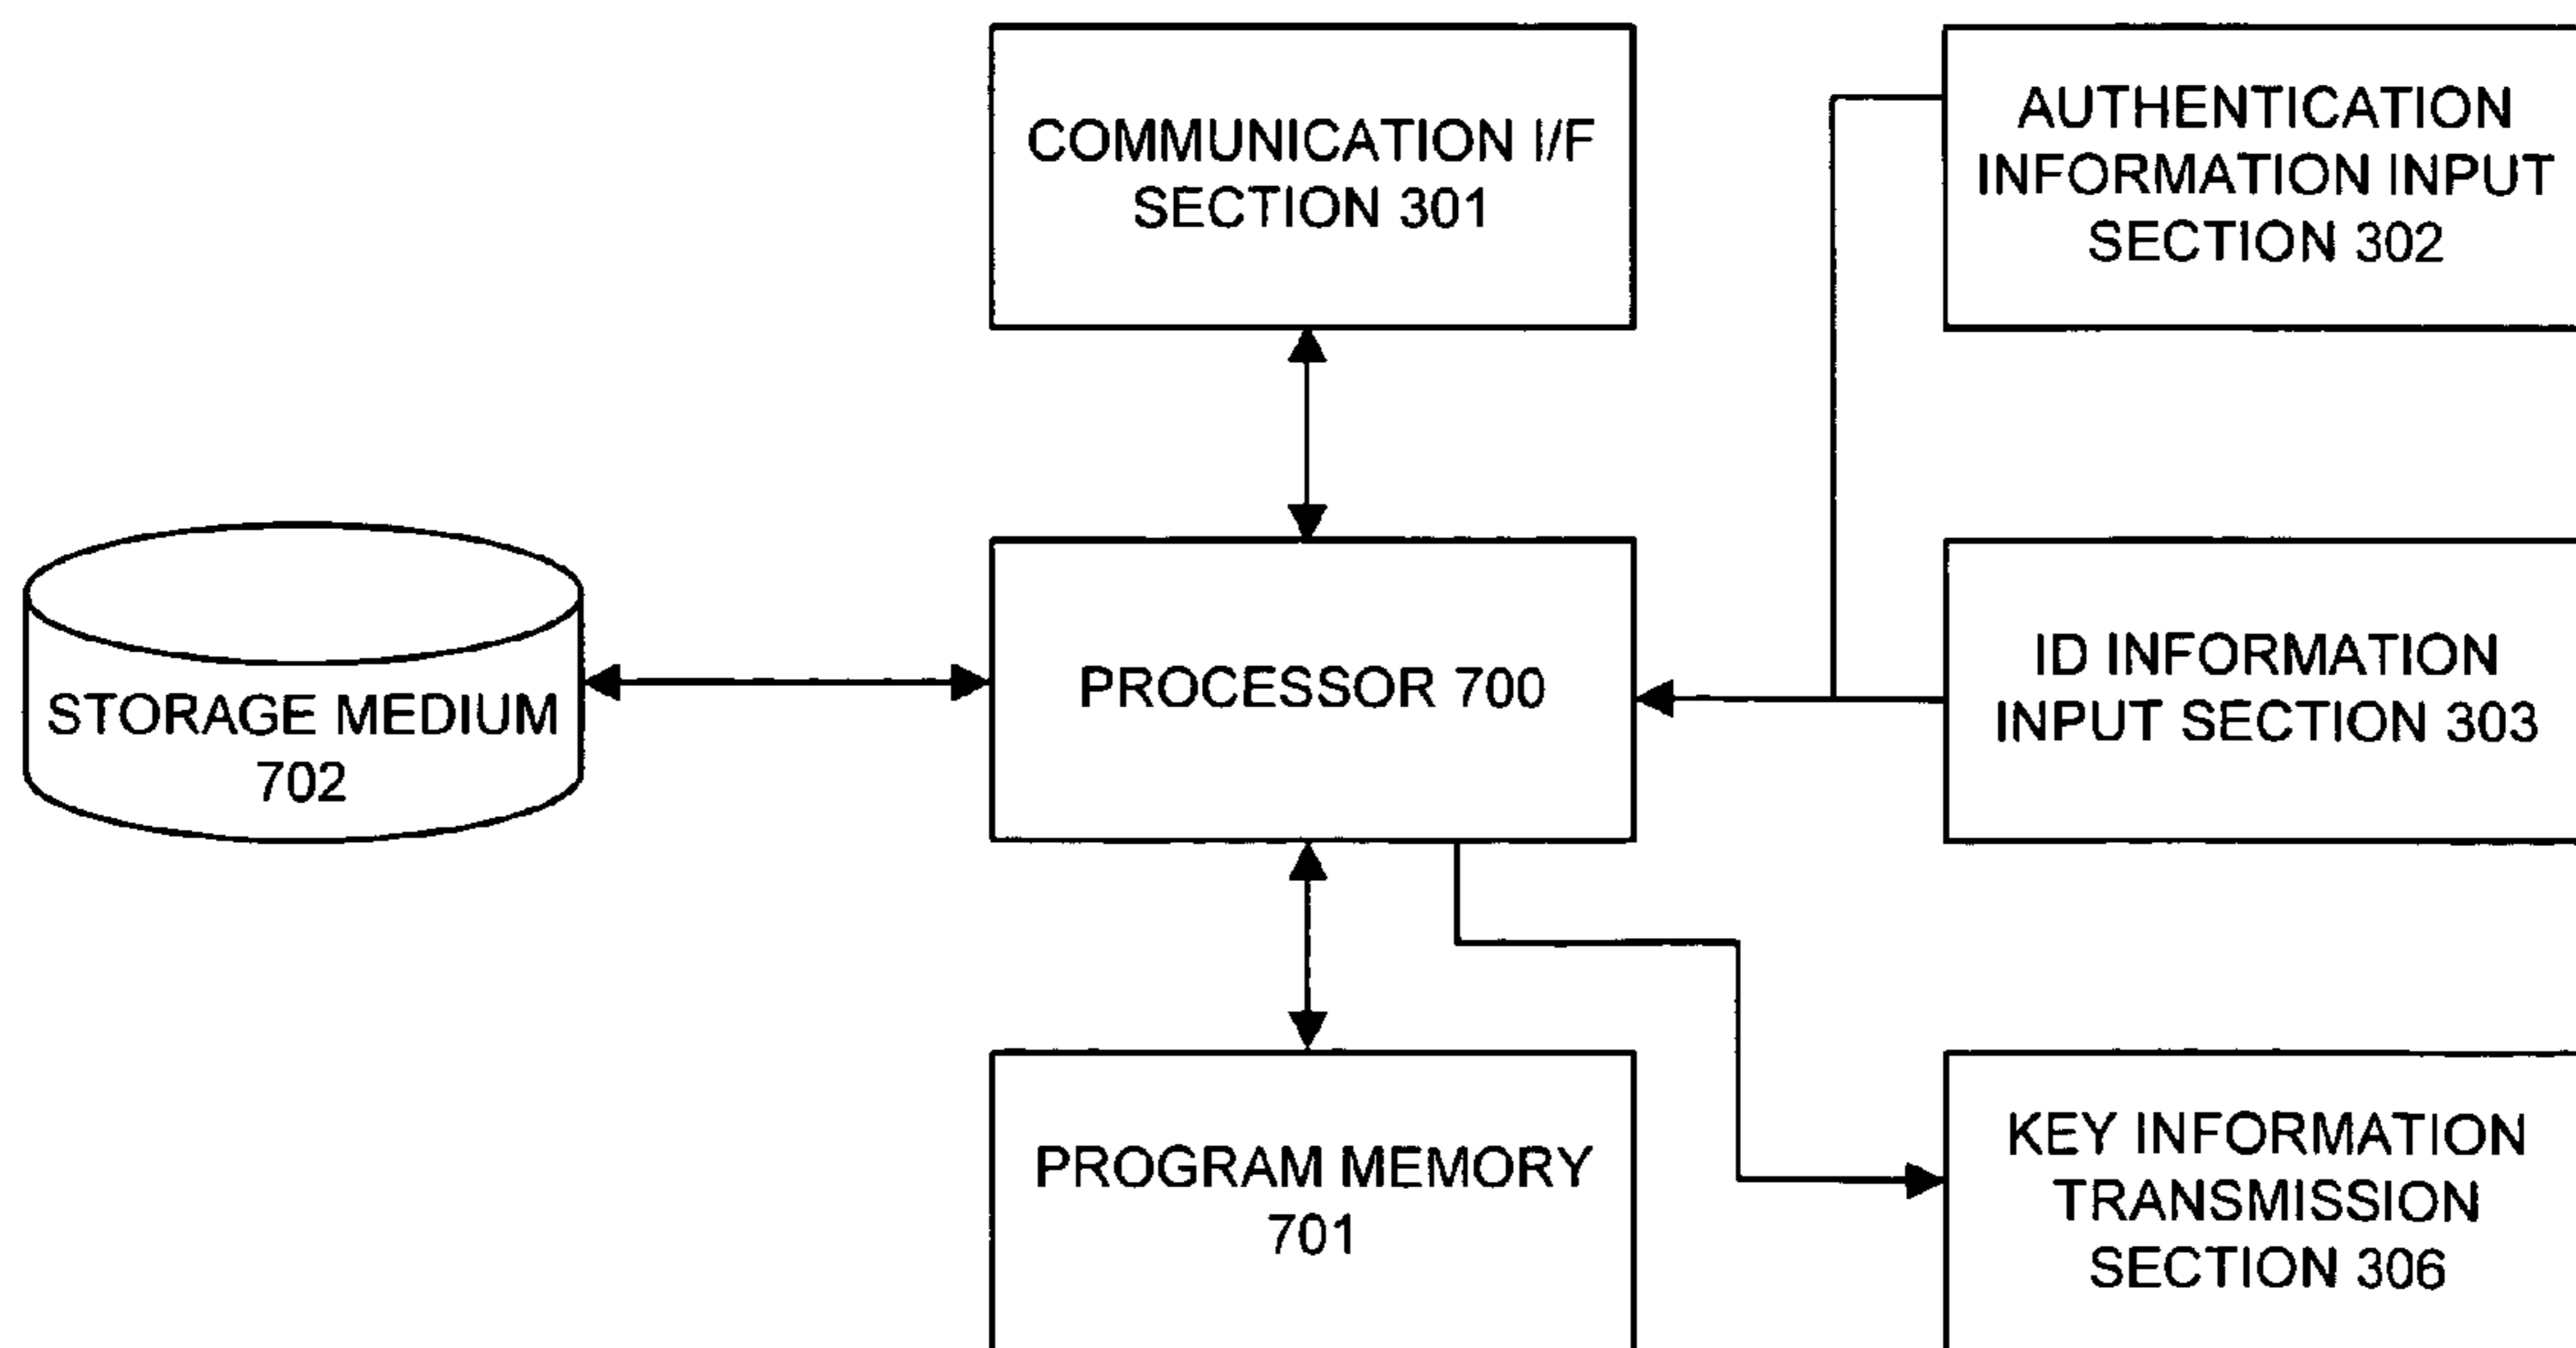 COMMUNICATION I/F
SECTION 301
AUTHENTICATION
INFORMATION INPUT
SECTION 302
STORAGE MEDIUM
702
PROCESSOR 700
ID INFORMATION
INPUT SECTION 303
PROGRAM MEMORY
701
KEY INFORMATION
TRANSMISSION
SECTION 306